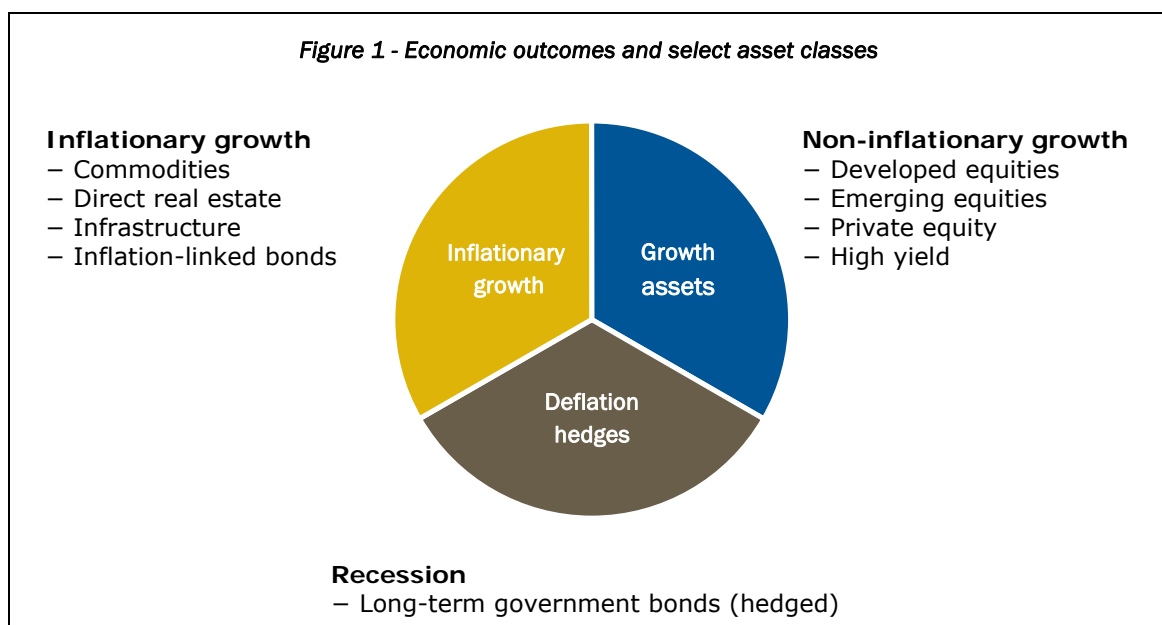 Figure 1 - Economic outcomes and select asset classes
Inflationary growth
− Commodities
− Direct real estate
− Infrastructure
− Inflation-linked bonds
Non-inflationary growth
− Developed equities
− Emerging equities
− Private equity
− High yield
Inflationary
growth
Growth
assets
Deflation
hedges
Recession
− Long-term government bonds (hedged)